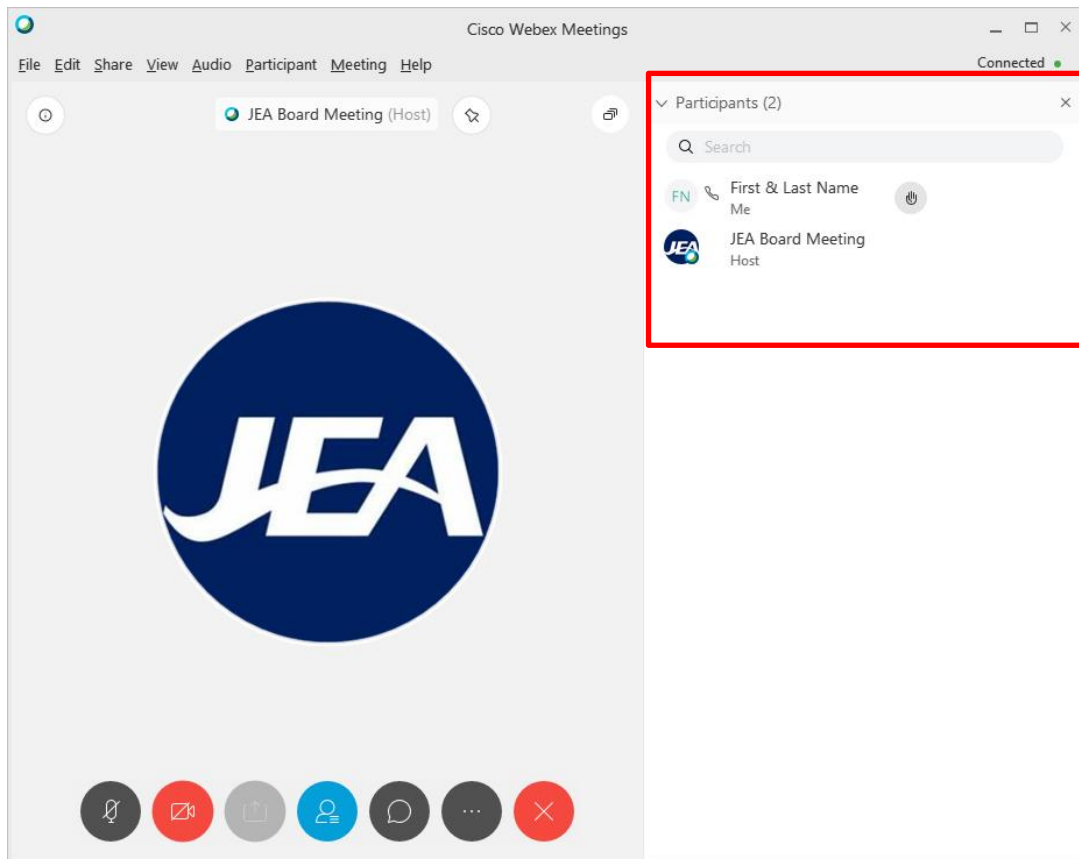 Cisco Webex Meetings
File Edit Share View Audio Participant Meeting Help
Connected
JEA Board Meeting (Host)
Participants (2)
Search
FN
First & Last Name
Me
JEA
JEA Board Meeting
Host
JEA